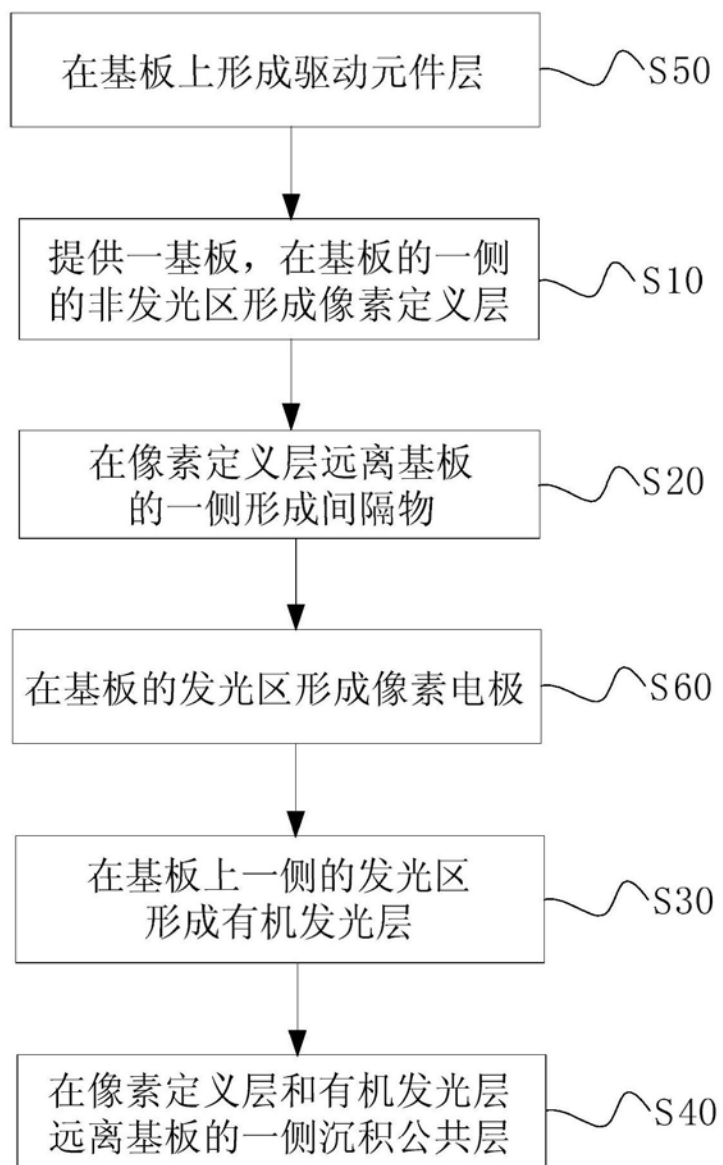 在基板上形成驱动元件层
S50
提供一基板，在基板的一侧
的非发光区形成像素定义层
S10
在像素定义层远离基板
的一侧形成间隔物
S20
在基板的发光区形成像素电极
S60
在基板上一侧的发光区
形成有机发光层
S30
在像素定义层和有机发光层
远离基板的一侧沉积公共层
S40